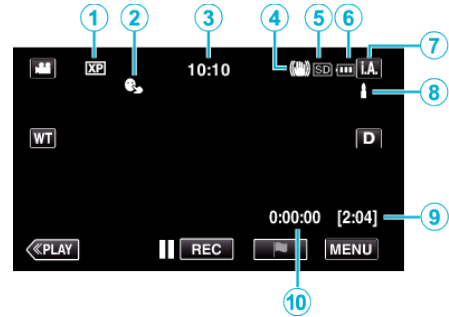 1 2 3 4 5 6 7
XP 10:10 SD I.A.
8
WT D
0:00:00 [2:04] 9
≪PLAY REC MENU
10